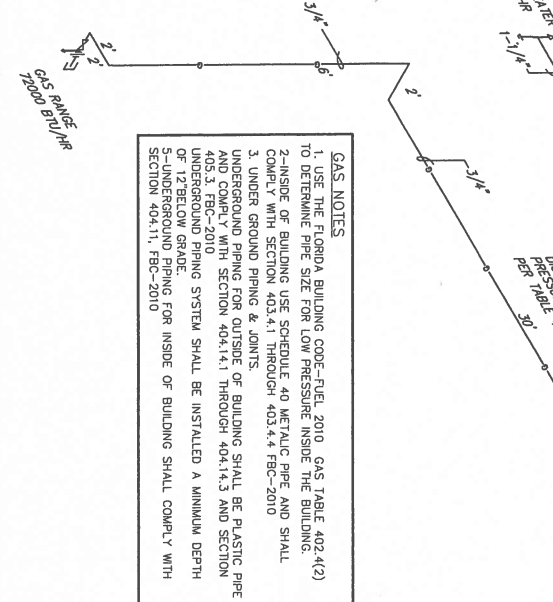 3/4"
1-1/4"
2'
2'
GAS RANGE
72000 BTU/HR
6'
2'
3/4"
30'
PER TABLE
GAS NOTES
1. USE THE FLORIDA BUILDING CODE-FUEL 2010 GAS TABLE 402.4(2)
TO DETERMINE PIPE SIZE FOR LOW PRESSURE INSIDE THE BUILDING.
2-INSIDE OF BUILDING USE SCHEDULE 40 METALIC PIPE AND SHALL
COMPLY WITH SECTION 403.4.1 THROUGH 403.4.4 FBC-2010
3. UNDER GROUND PIPING & JOINTS.
UNDERGROUND PIPING FOR OUTSIDE OF BUILDING SHALL BE PLASTIC PIPE
AND COMPLY WITH SECTION 404.14.1 THROUGH 404.14.3 AND SECTION
405.3. FBC-2010
UNDERGROUND PIPING SYSTEM SHALL BE INSTALLED A MINIMUM DEPTH
OF 12"BELOW GRADE.
5-UNDERGROUND PIPING FOR INSIDE OF BUILDING SHALL COMPLY WITH
SECTION 404.11, FBC-2010